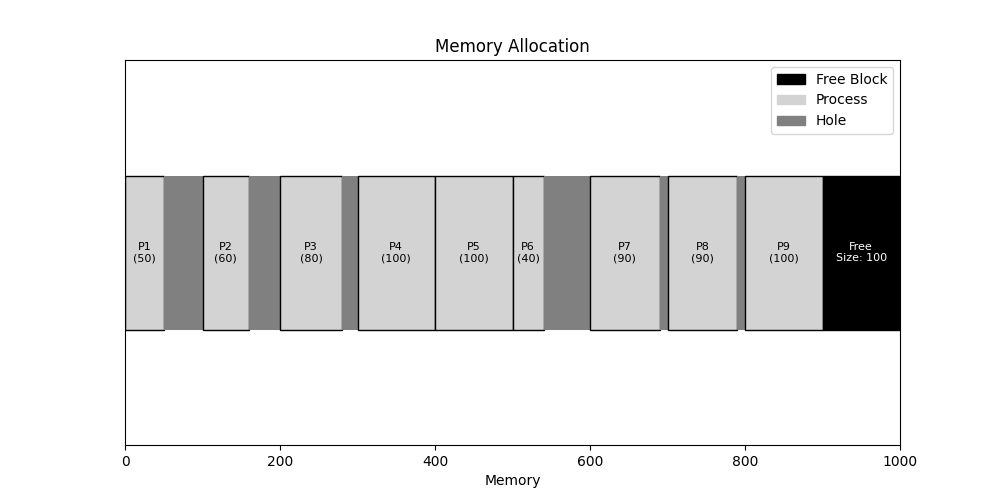 Memory Allocation
Free Block
Process
Hole
P1
(50)
P2
(60)
P3
(80)
P4
(100)
P5
(100)
P6
(40)
P7
(90)
P8
(90)
P9
(100)
Free
Size: 100
0
200
400
600
800
1000
Memory